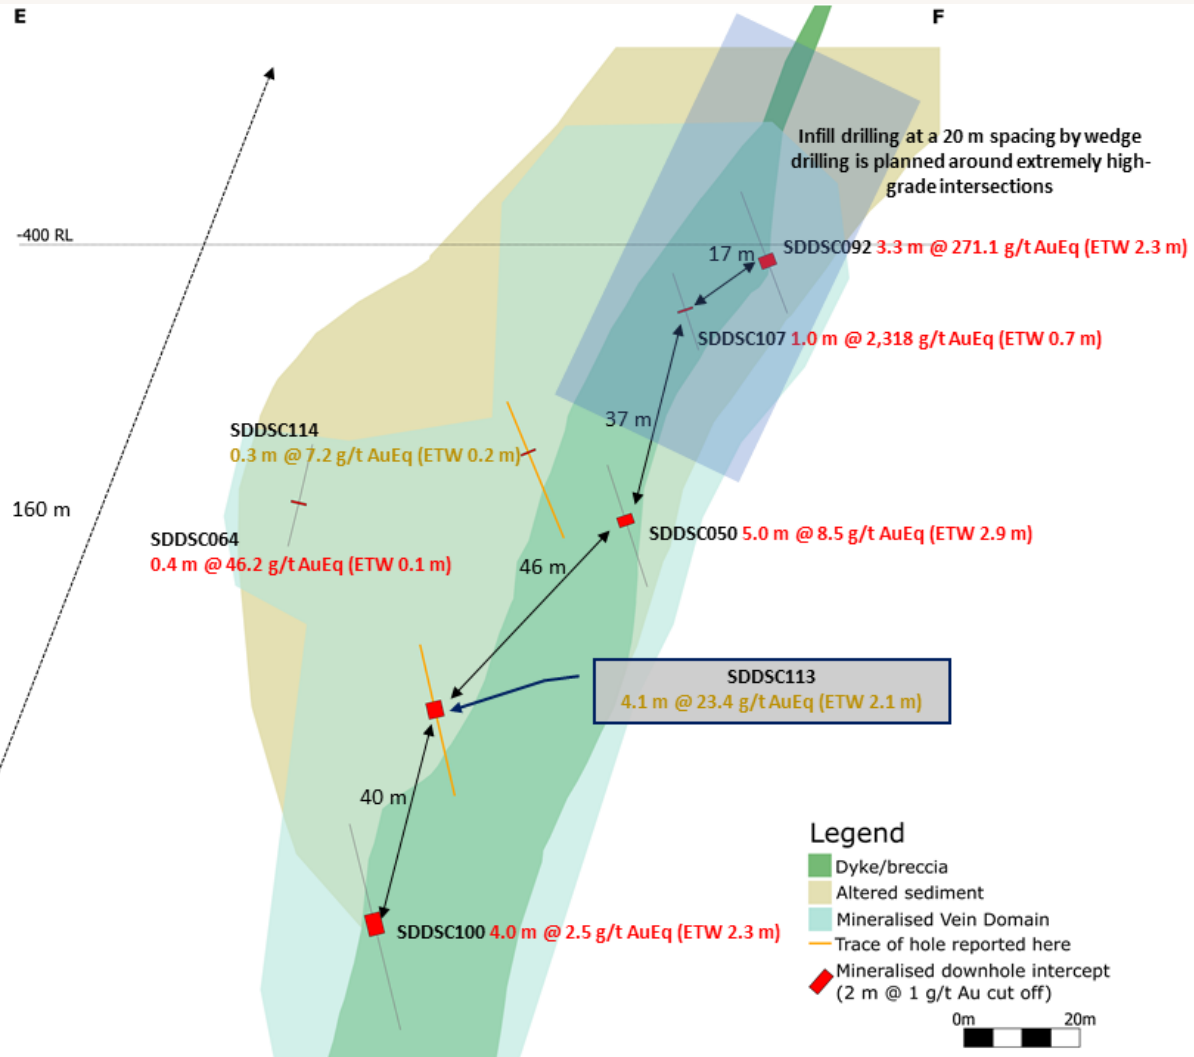 E
F
Infill drilling at a 20 m spacing by wedge
drilling is planned around extremely high-
grade intersections
-400 RL
17 m
SDDSC092 3.3 m @ 271.1 g/t AuEq (ETW 2.3 m)
SDDSC107 1.0 m @ 2,318 g/t AuEq (ETW 0.7 m)
37 m
SDDSC114
0.3 m @ 7.2 g/t AuEq (ETW 0.2 m)
160 m
SDDSC064
0.4 m @ 46.2 g/t AuEq (ETW 0.1 m)
SDDSC050 5.0 m @ 8.5 g/t AuEq (ETW 2.9 m)
46 m
SDDSC113
4.1 m @ 23.4 g/t AuEq (ETW 2.1 m)
40 m
SDDSC100 4.0 m @ 2.5 g/t AuEq (ETW 2.3 m)
Legend
Dyke/breccia
Altered sediment
Mineralised Vein Domain
Trace of hole reported here
Mineralised downhole intercept
(2 m @ 1 g/t Au cut off)
0m 20m